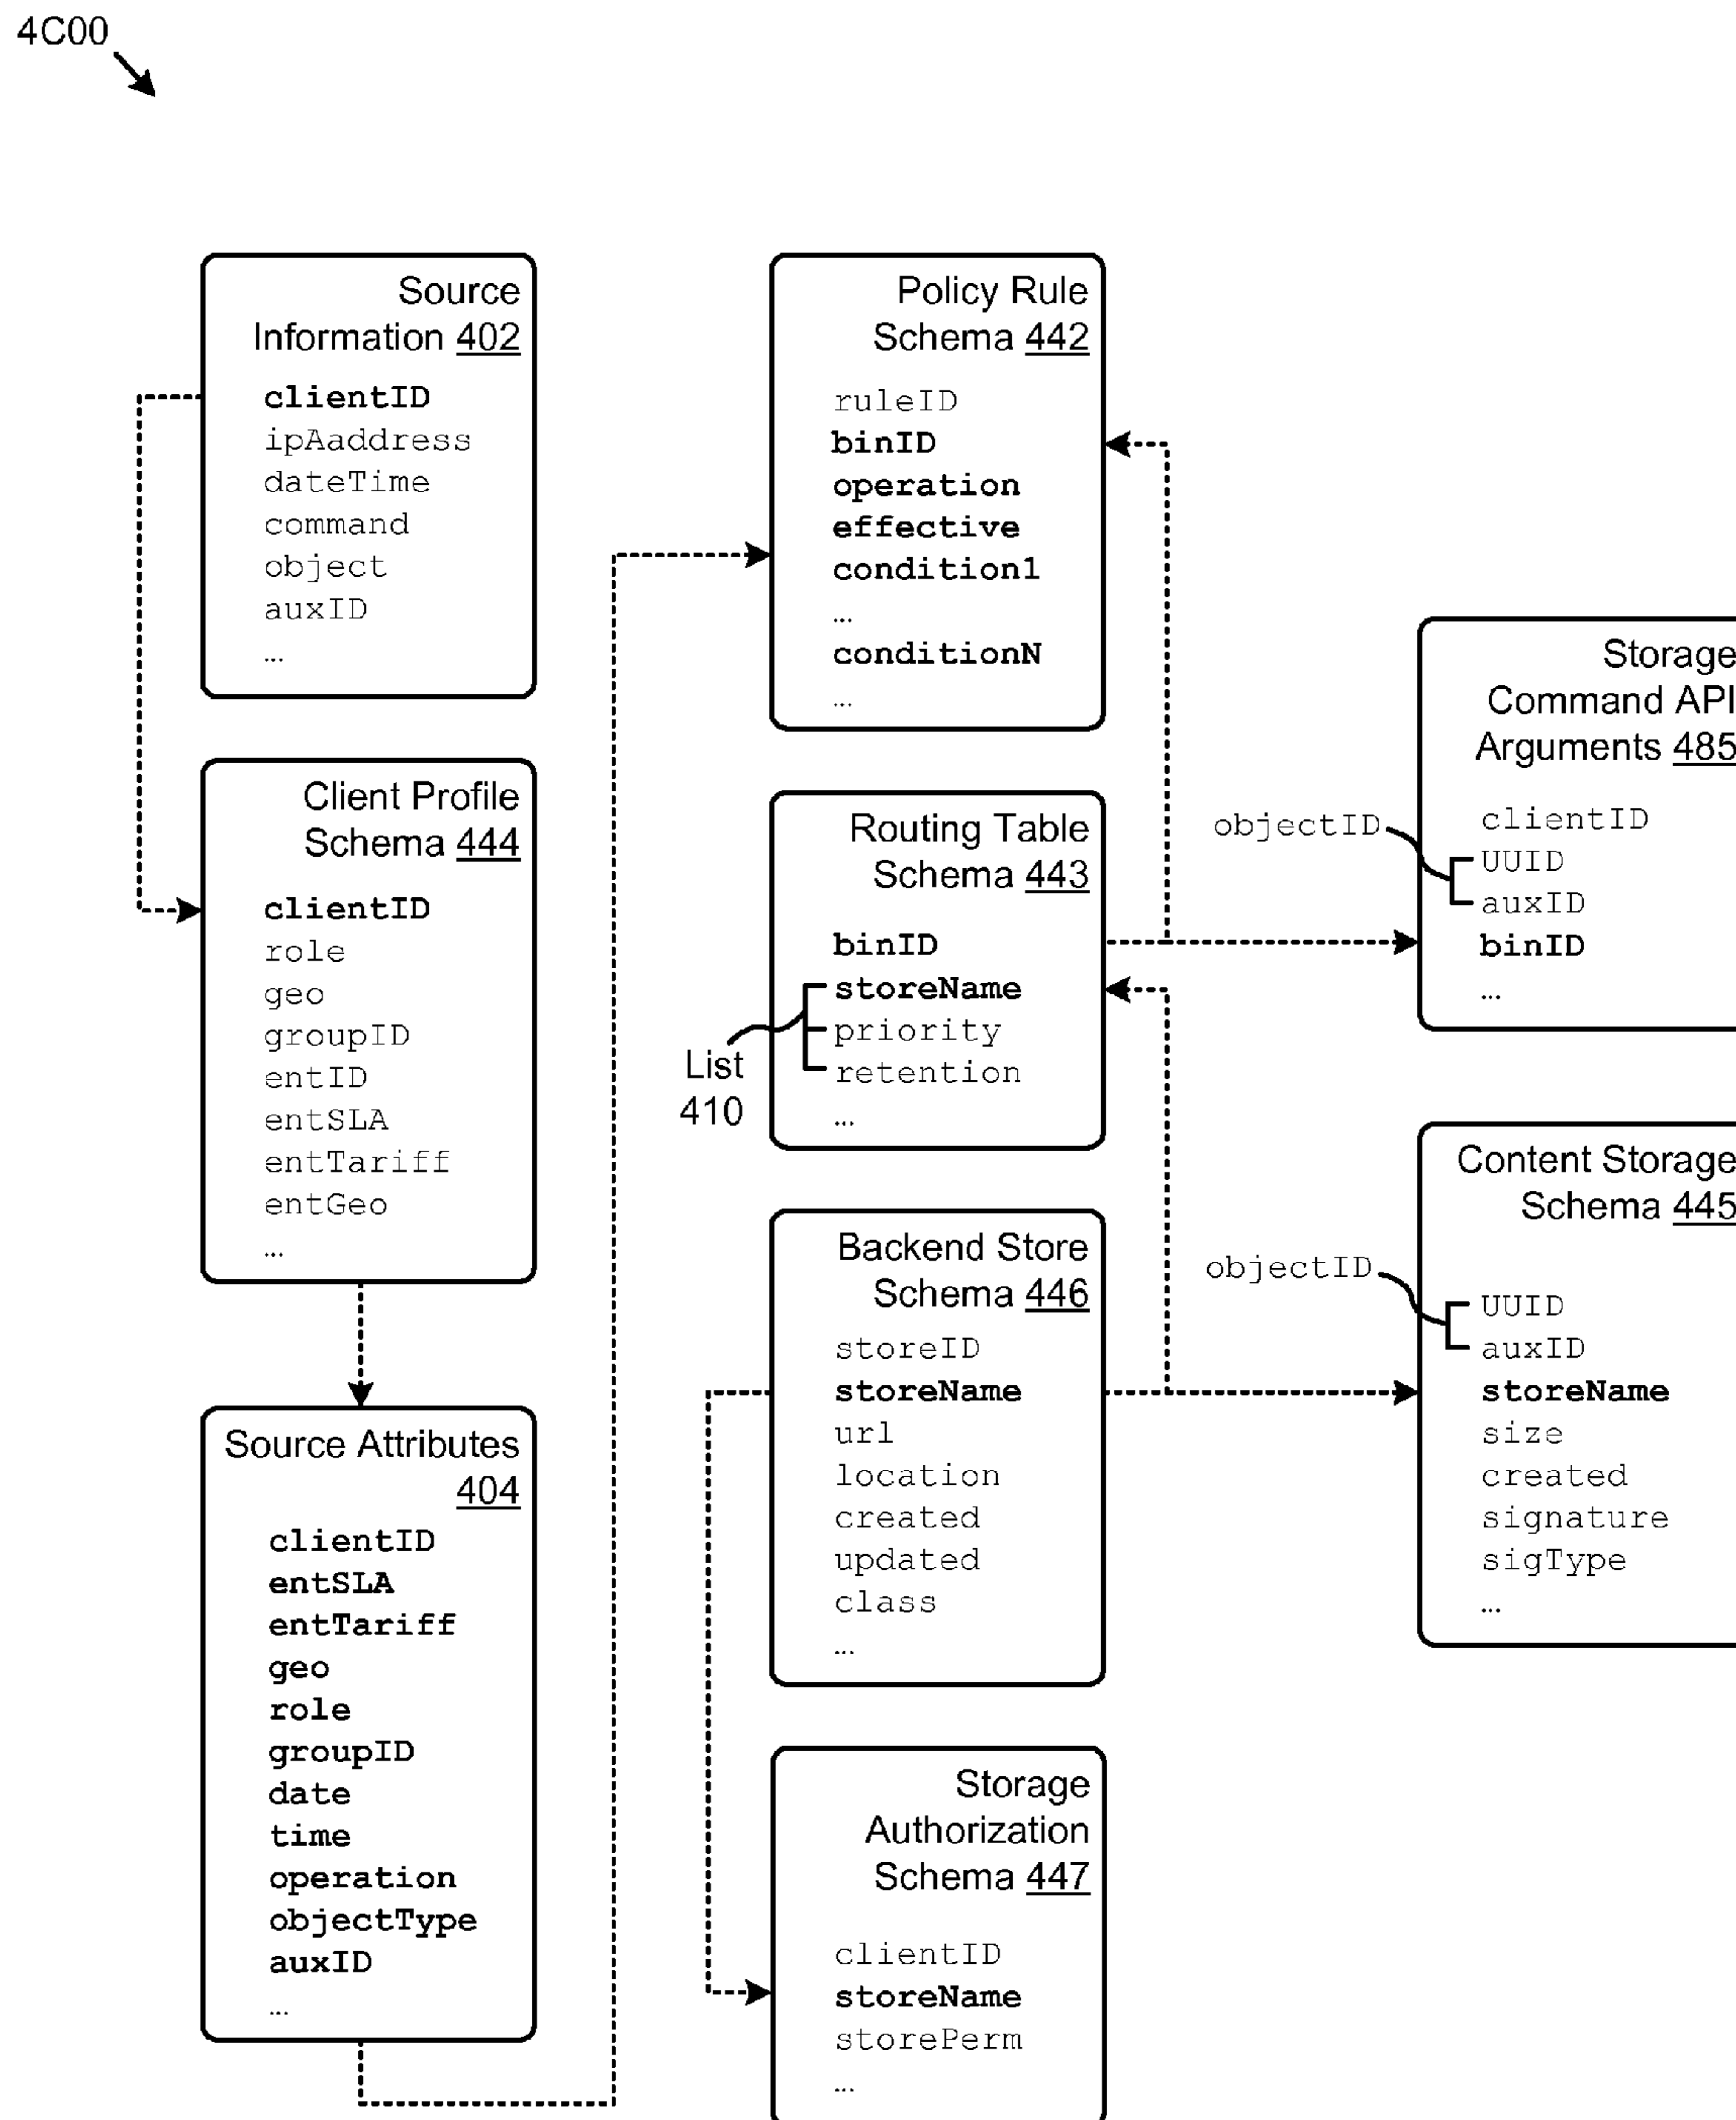 4C00
Source
Information 402
clientID
ipAaddress
dateTime
command
object
auxID
...
Client Profile
Schema 444
clientID
role
geo
groupID
entID
entSLA
entTariff
entGeo
...
Source Attributes
404
clientID
entSLA
entTariff
geo
role
groupID
date
time
operation
objectType
auxID
...
Policy Rule
Schema 442
ruleID
binID
operation
effective
condition1
...
conditionN
...
Routing Table
Schema 443
binID
storeName
priority
retention
...
List
410
Backend Store
Schema 446
storeID
storeName
url
location
created
updated
class
...
Storage
Authorization
Schema 447
clientID
storeName
storePerm
...
Storage
Command API
Arguments 485
objectID
clientID
UUID
auxID
binID
...
Content Storage
Schema 445
objectID
UUID
auxID
storeName
size
created
signature
sigType
...